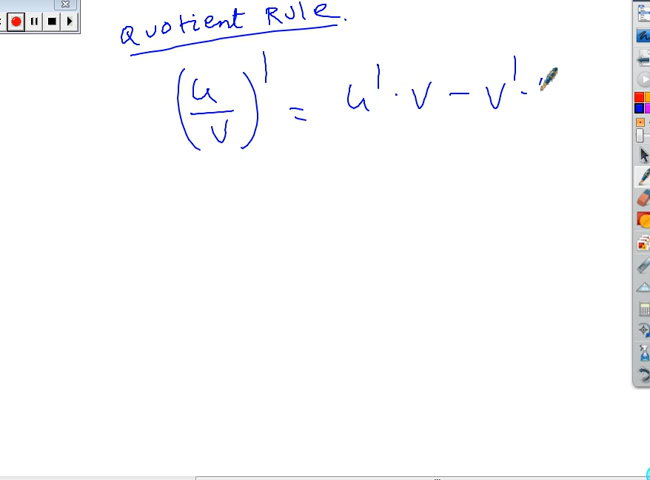 Quotient Rule.
(u/v)' = u' · v − v' ·